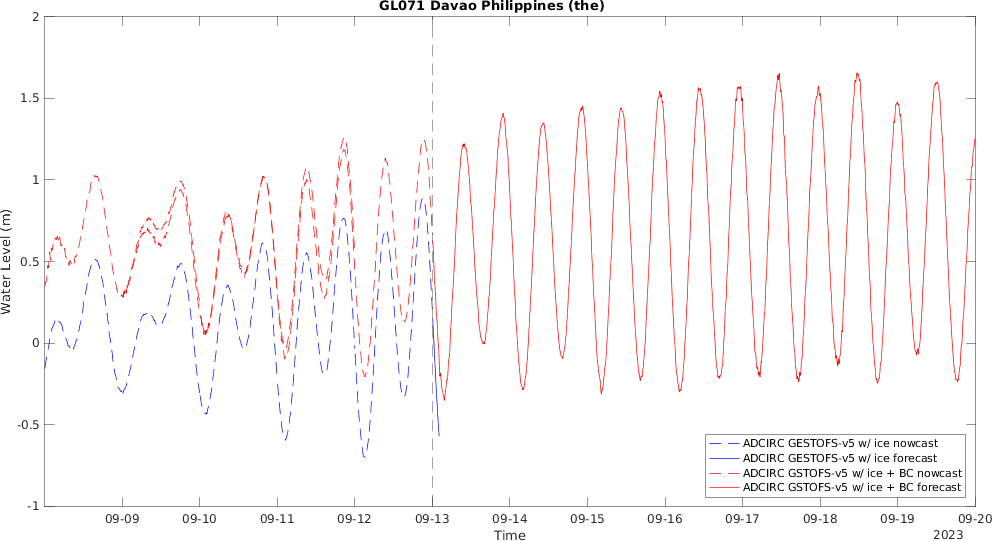 GL071 Davao Philippines (the)
2
1.5
1
0.5
0
-0.5
-1
Water Level (m)
09-09 09-10 09-11 09-12 09-13 09-14 09-15 09-16 09-17 09-18 09-19 09-20
Time
2023
ADCIRC GESTOFS-v5 w/ ice nowcast
ADCIRC GESTOFS-v5 w/ ice forecast
ADCIRC GSTOFS-v5 w/ ice + BC nowcast
ADCIRC GSTOFS-v5 w/ ice + BC forecast